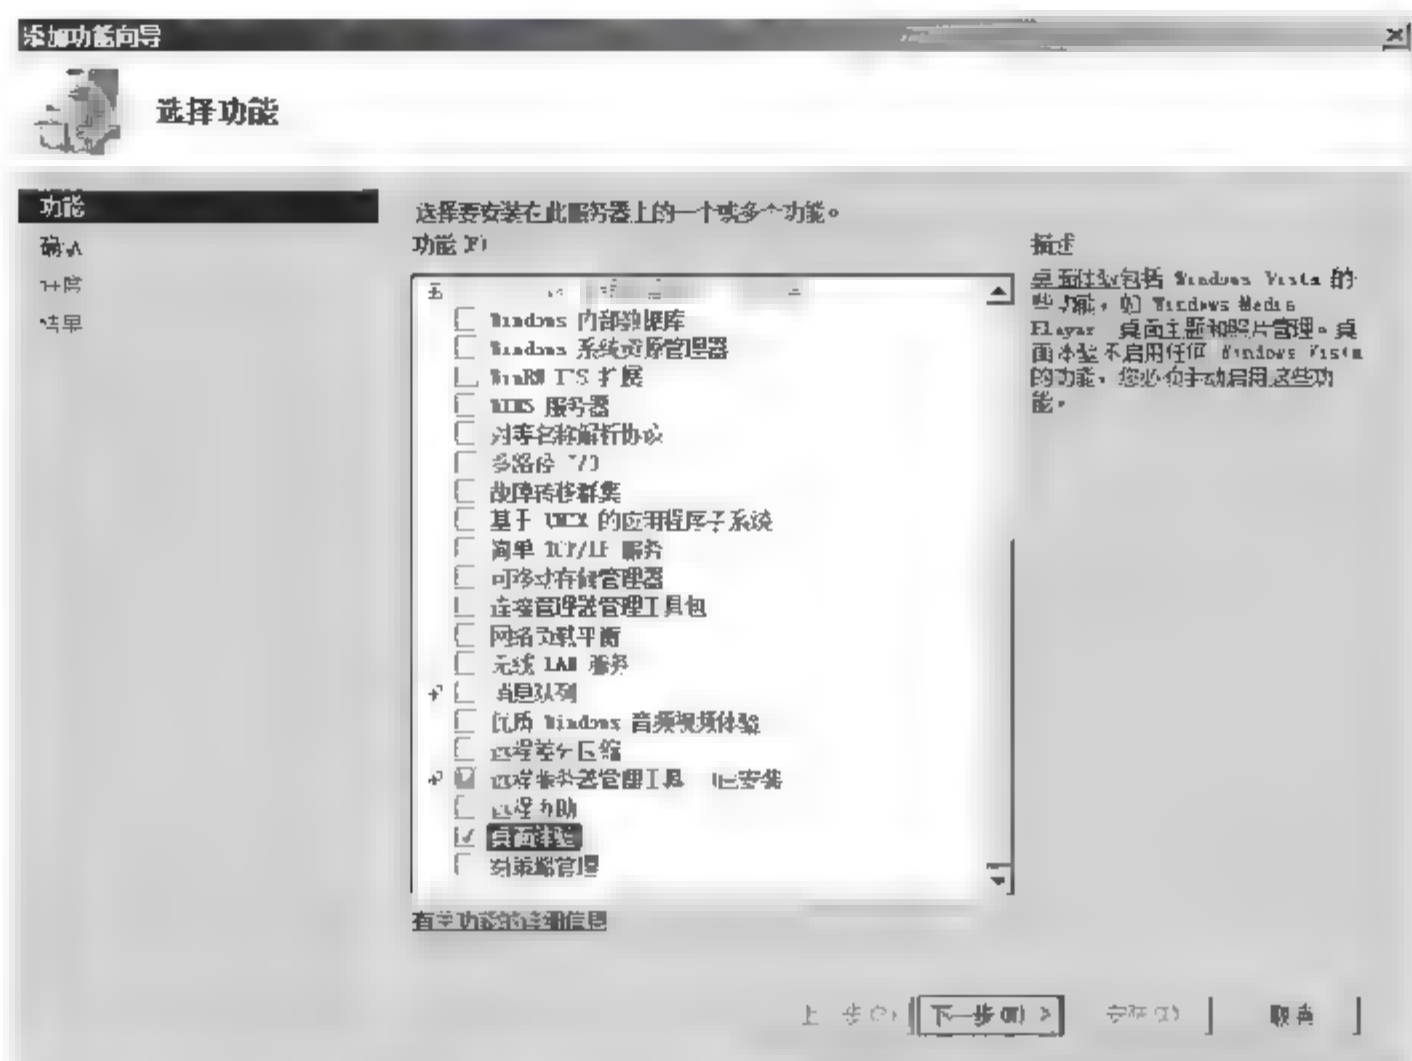 添加功能向导
选择功能
功能
确认
进度
结果
选择要安装在此服务器上的一个或多个功能。
功能(F)
Windows 内部数据库
Windows 系统资源管理器
WinRM IIS 扩展
WINS 服务器
对等名称解析协议
多路径 I/O
故障转移群集
基于 UNIX 的应用程序子系统
简单 TCP/IP 服务
可移动存储管理器
连接管理器管理工具包
网络负载平衡
无线 LAN 服务
消息队列
优质 Windows 音频视频体验
远程差分压缩
远程服务器管理工具 (已安装
远程协助
桌面体验
组策略管理
有关功能的详细信息
描述
桌面体验包括 Windows Vista 的
些功能，如 Windows Media
Player 桌面主题和照片管理。桌
面体验不启用任何 Windows Vista
的功能，您必须手动启用这些功
能。
上一步(P)
下一步(N) >
安装(I)
取消